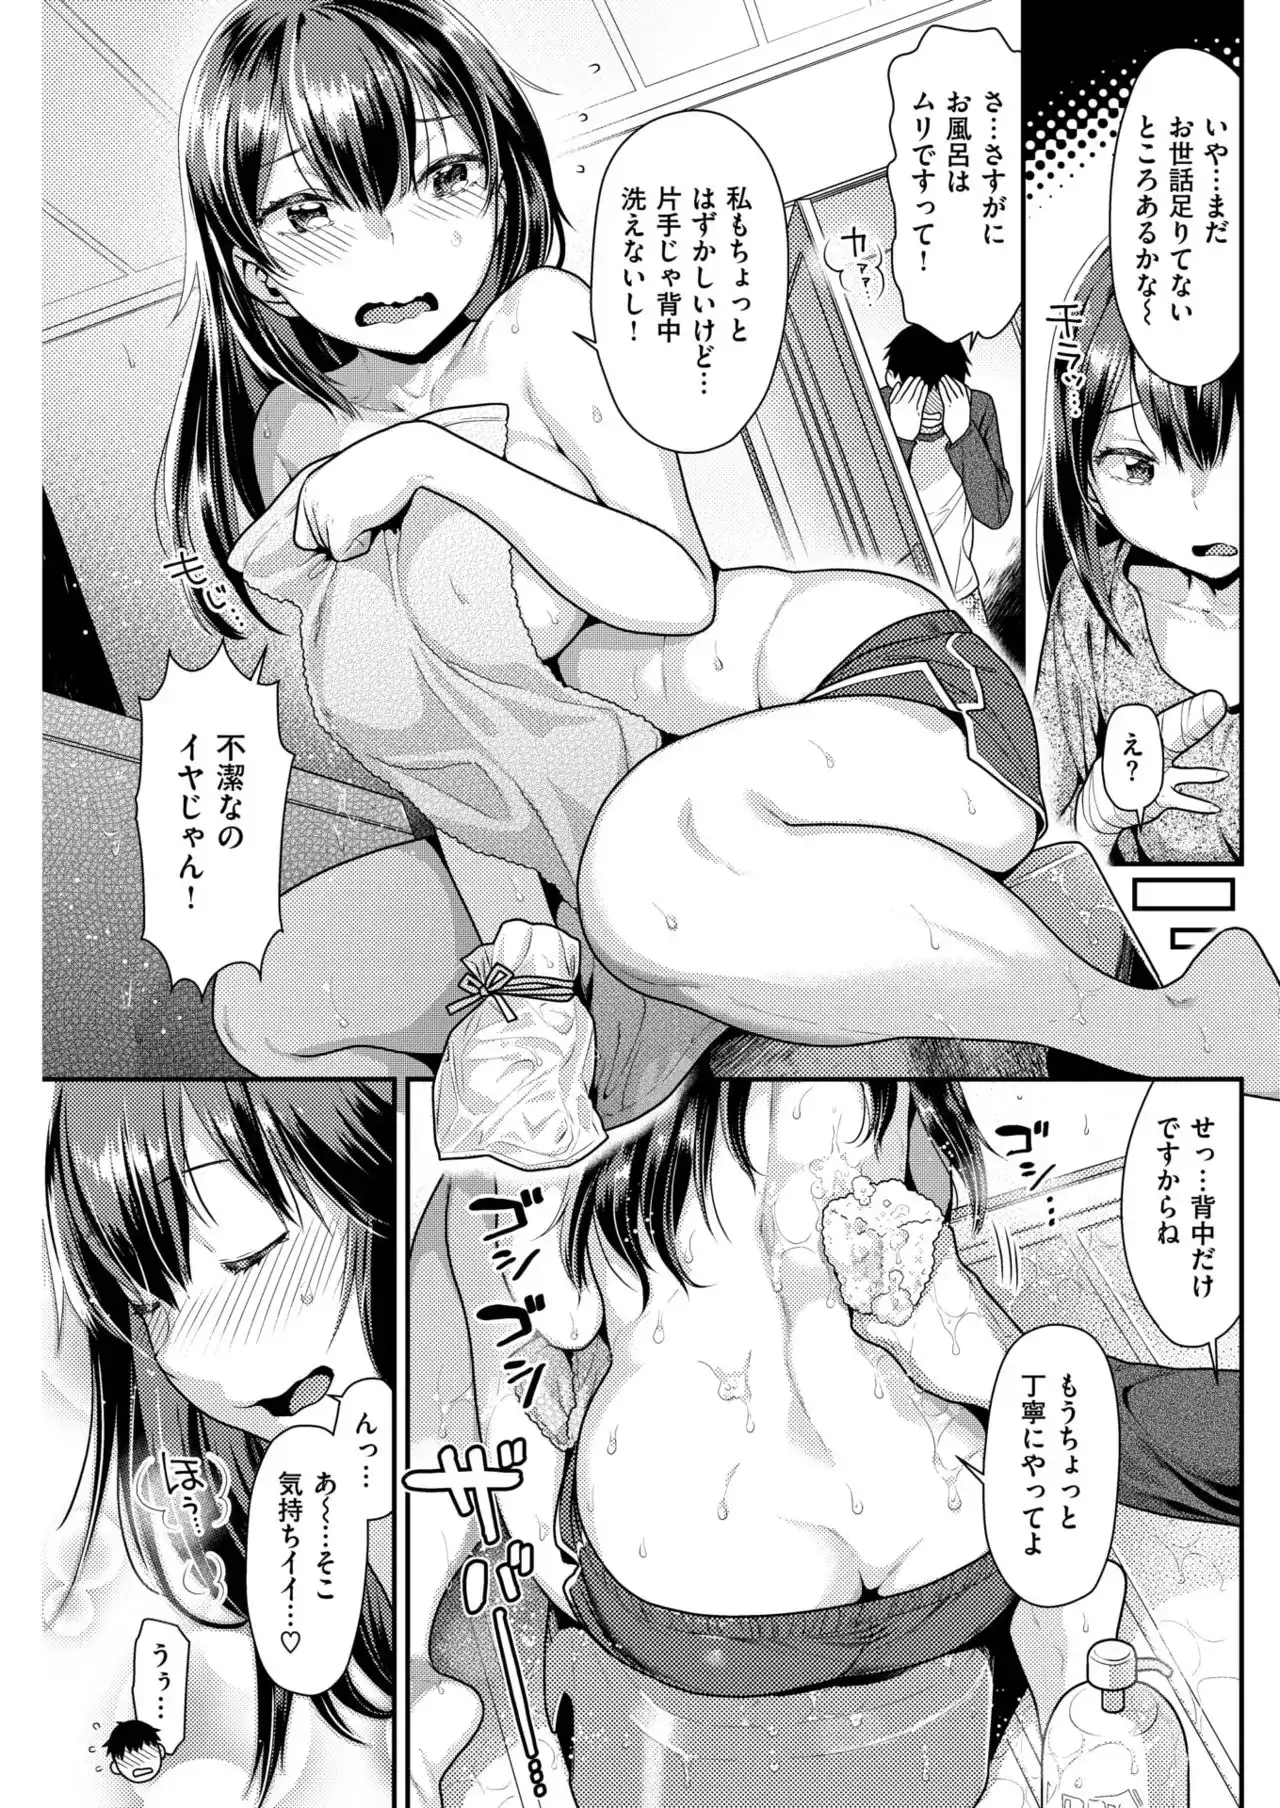 いや…まだ
お世話足りてない
ところあるかな〜
チラッ…
え?
さ…さすがに
お風呂は
ムリですって!
カァァ…
私もちょっと
はずかしいけど…
片手じゃ背中
洗えないし!
もじ…
不潔なの
イヤじゃん!
せっ…背中だけ
ですからね
ゴシ…
もうちょっと
丁寧にやってよ
ゴシゴシ
ザバーー…
んっ…
あ〜…そこ
気持ちイイ…♡
ほぅ…
うぅ…